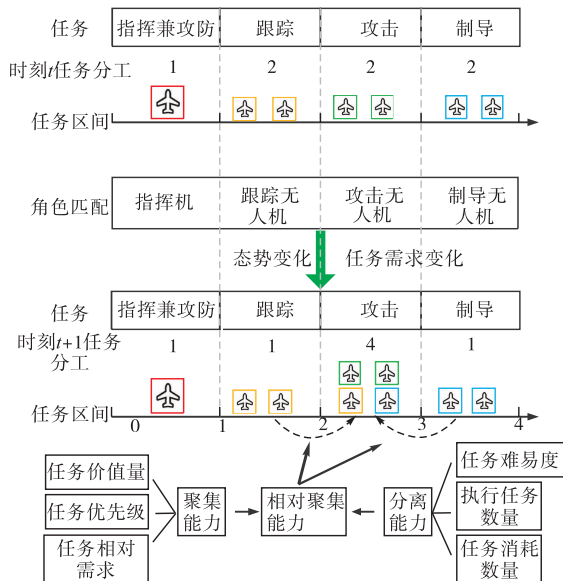 任务 指挥兼攻防 跟踪 攻击 制导
时刻t任务分工 1 2 2 2
任务区间
角色匹配 指挥机 跟踪无人机 攻击无人机 制导无人机
态势变化 任务需求变化
任务 指挥兼攻防 跟踪 攻击 制导
时刻t+1任务分工 1 1 4 1
任务区间
0 1 2 3 4
任务价值量
任务优先级
任务相对需求
聚集能力
相对聚集能力
分离能力
任务难易度
执行任务数量
任务消耗数量